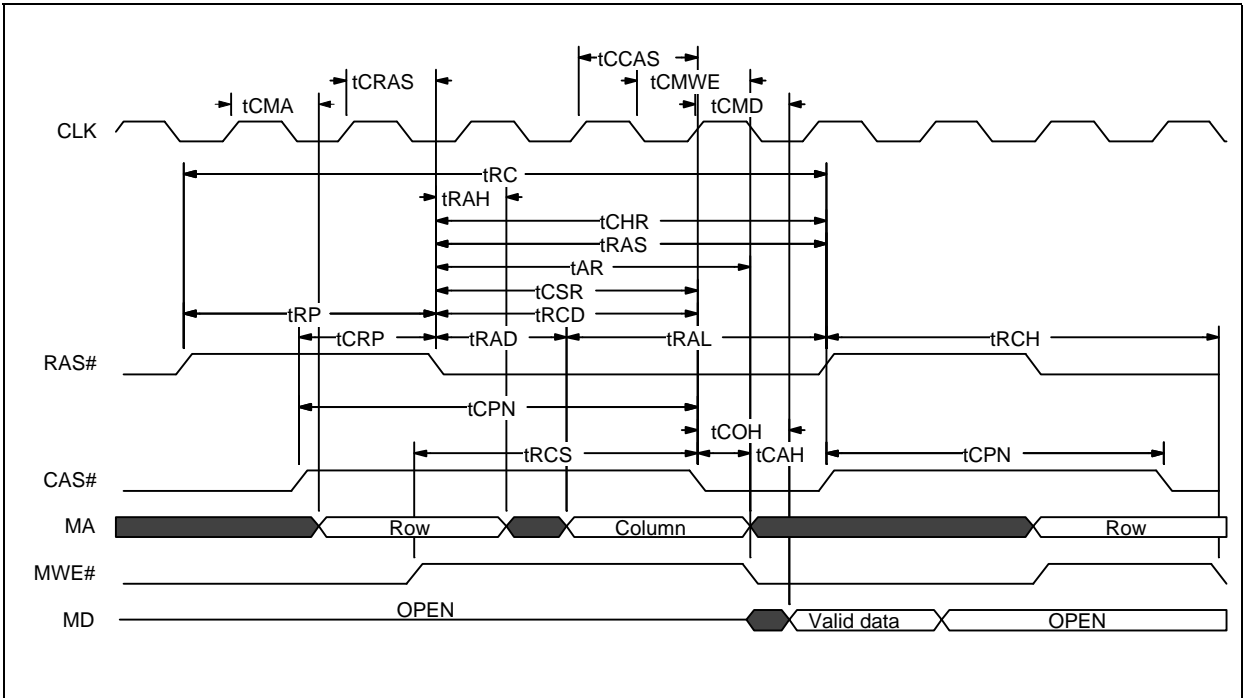 tCCAS
tCRAS
tCMWE
tCMA
tCMD
CLK
tRC
tRAH
tCHR
tRAS
tAR
tCSR
tRP
tRCD
tCRP
tRAD
tRAL
tRCH
RAS#
tCPN
tCOH
tRCS
tCAH
tCPN
CAS#
MA
Row
Column
Row
MWE#
MD
OPEN
Valid data
OPEN